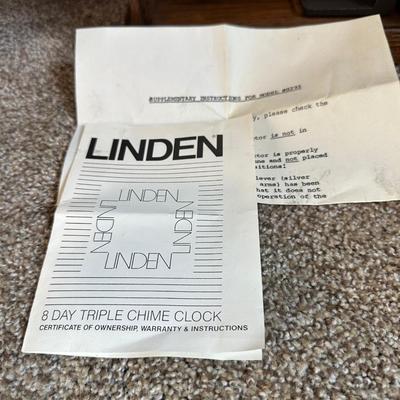 SUPPLEMENTARY INSTRUCTIONS FOR MODEL
y, please check the
tor is not in
tor is properly
une and not placed
sitions!
lever (silver
arms) has been
hat it does not
operation of the
LINDEN
LINDEN
LINDEN
LINDEN
LINDEN
8 DAY TRIPLE CHIME CLOCK
CERTIFICATE OF OWNERSHIP, WARRANTY & INSTRUCTIONS